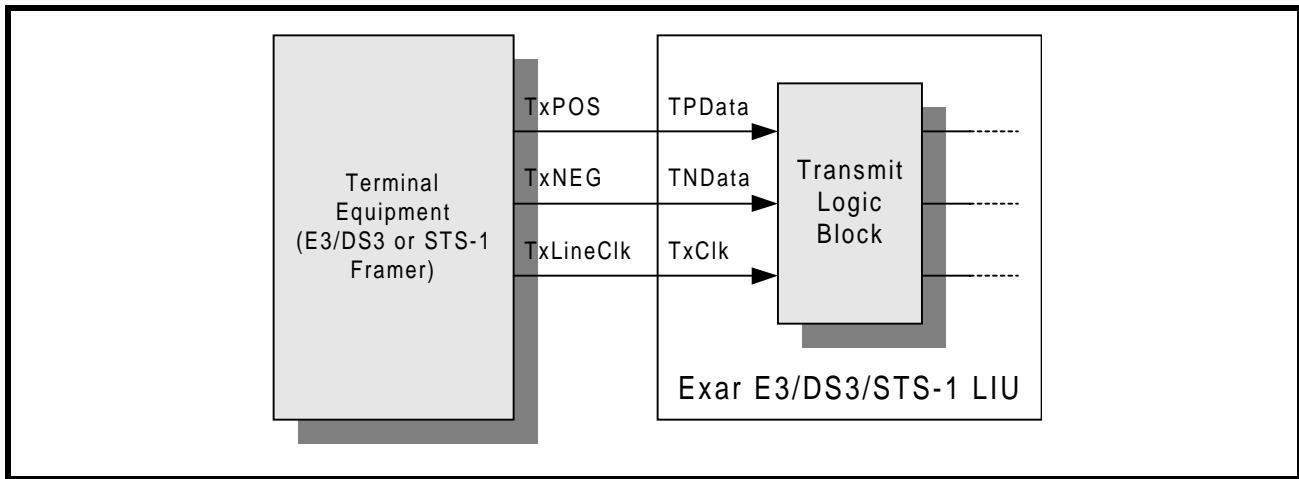 TxPOS TPData
TxNEG TNData
TxLineClk TxClk
Terminal
Equipment
(E3/DS3 or STS-1
Framer)
Transmit
Logic
Block
Exar E3/DS3/STS-1 LIU